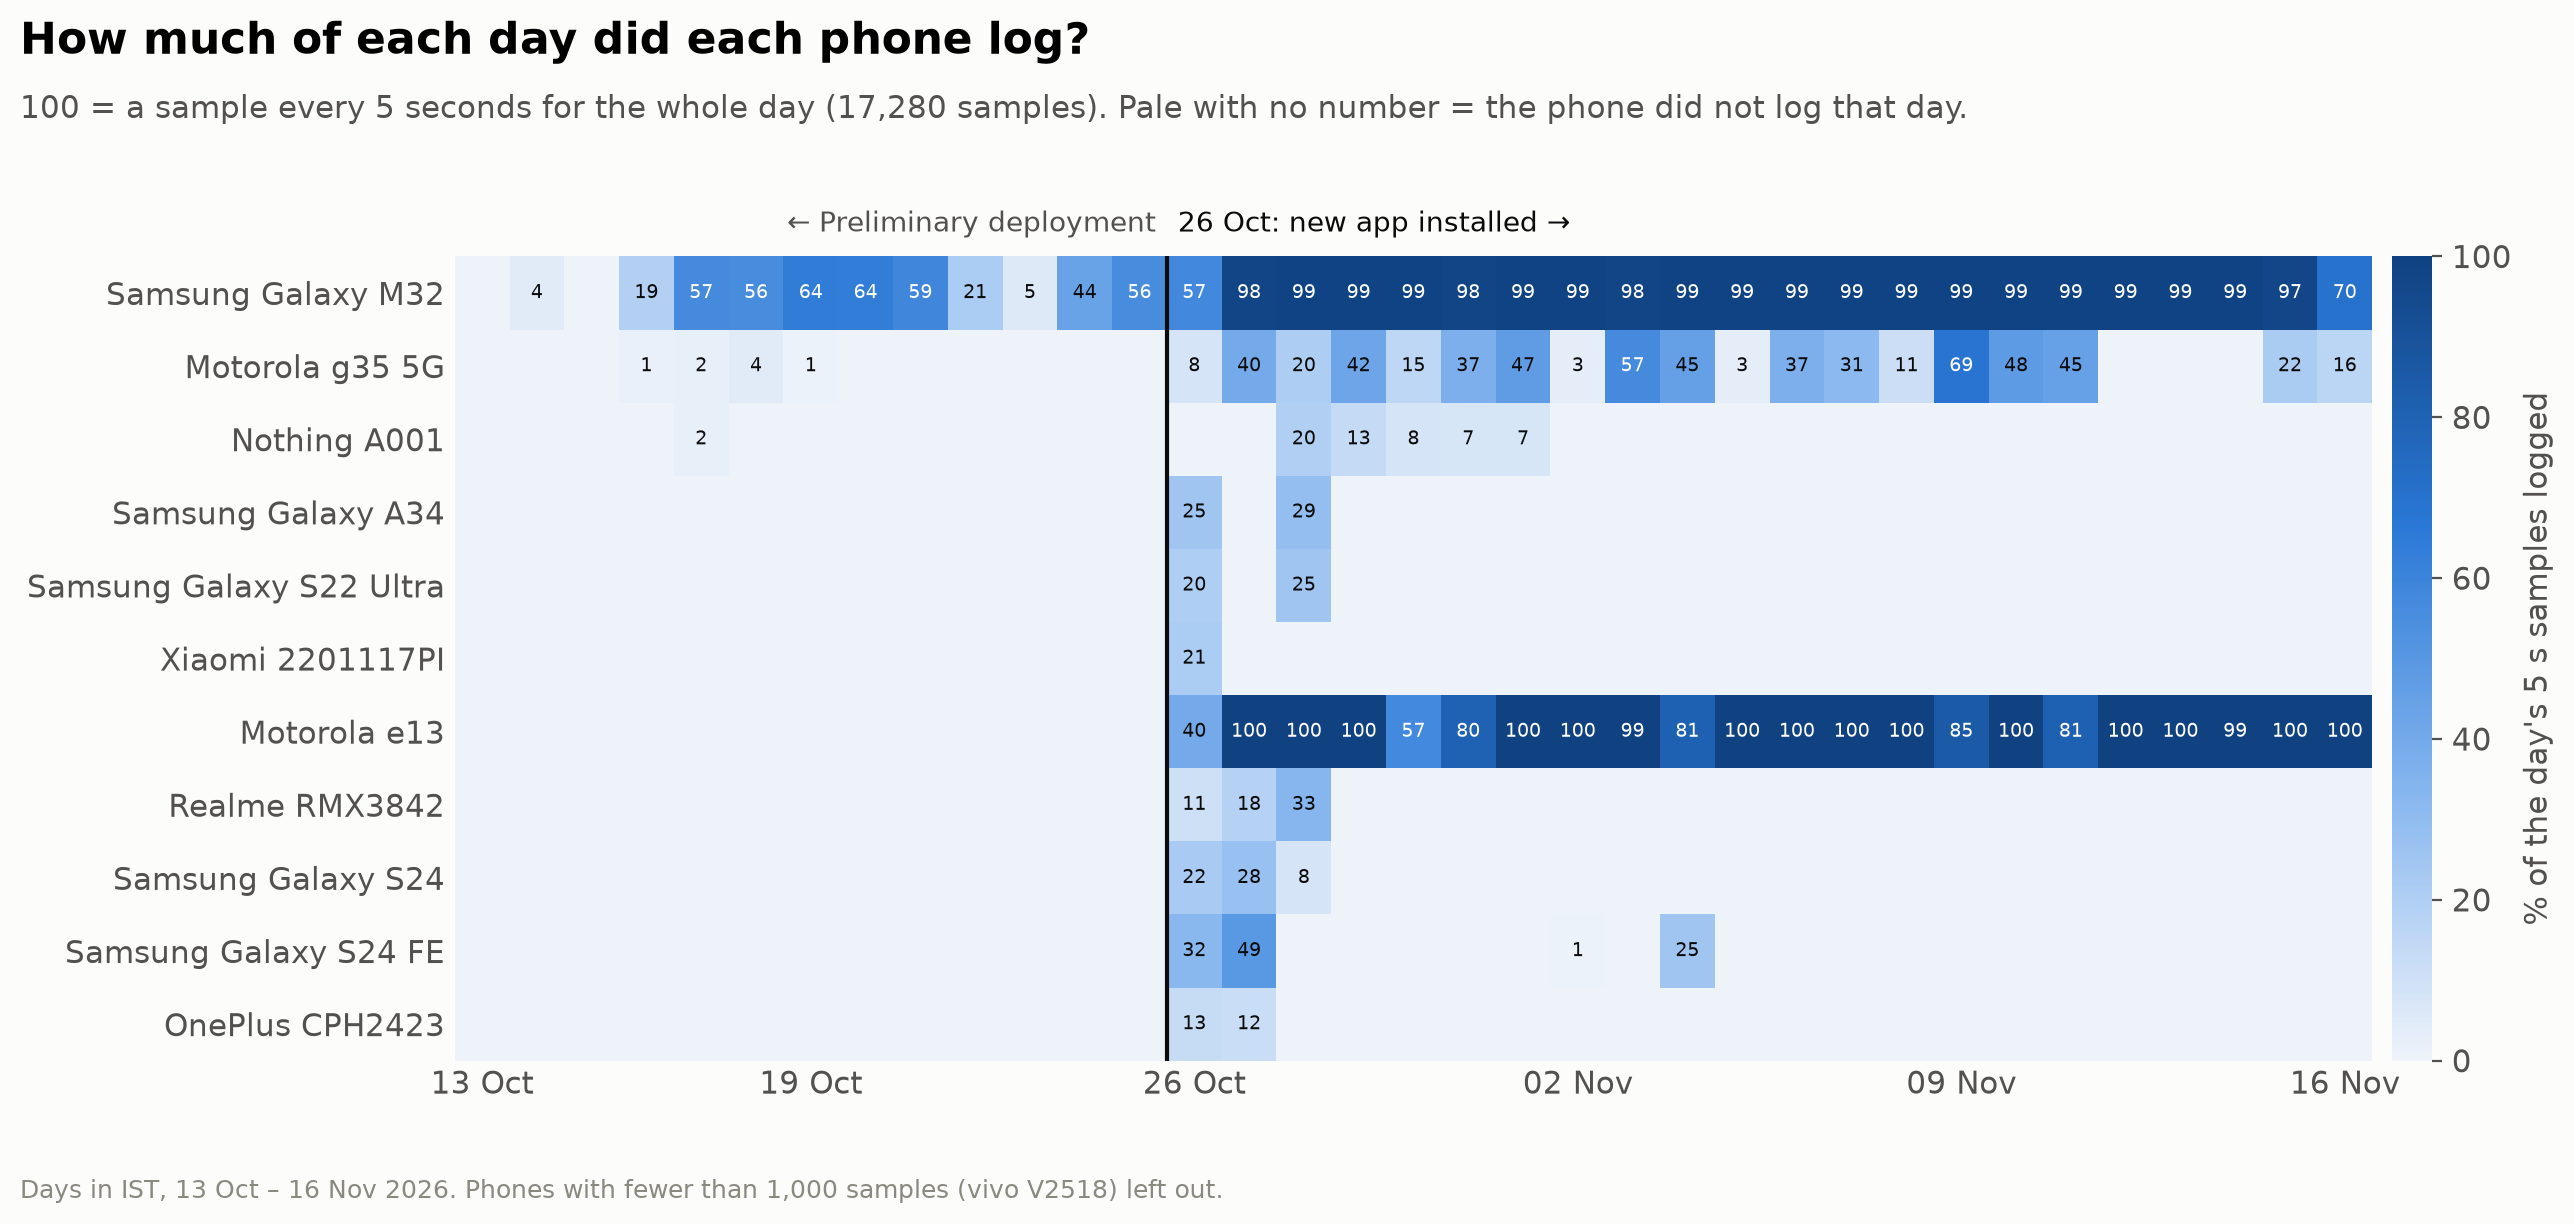 How much of each day did each phone log?
100 = a sample every 5 seconds for the whole day (17,280 samples). Pale with no number = the phone did not log that day.
← Preliminary deployment 26 Oct: new app installed →
Samsung Galaxy M32 4 19 57 56 64 64 59 21 5 44 56 57 98 99 99 99 98 99 99 98 99 99 99 99 99 99 99 99 99 99 99 97 70
Motorola g35 5G 1 2 4 1 8 40 20 42 15 37 47 3 57 45 3 37 31 11 69 48 45 22 16
Nothing A001 2 20 13 8 7 7
Samsung Galaxy A34 25 29
Samsung Galaxy S22 Ultra 20 25
Xiaomi 2201117PI 21
Motorola e13 40 100 100 100 57 80 100 100 99 81 100 100 100 100 85 100 81 100 100 99 100 100
Realme RMX3842 11 18 33
Samsung Galaxy S24 22 28 8
Samsung Galaxy S24 FE 32 49 1 25
OnePlus CPH2423 13 12
13 Oct 19 Oct 26 Oct 02 Nov 09 Nov 16 Nov
100
80
60
40
20
0
% of the day's 5 s samples logged
Days in IST, 13 Oct – 16 Nov 2026. Phones with fewer than 1,000 samples (vivo V2518) left out.